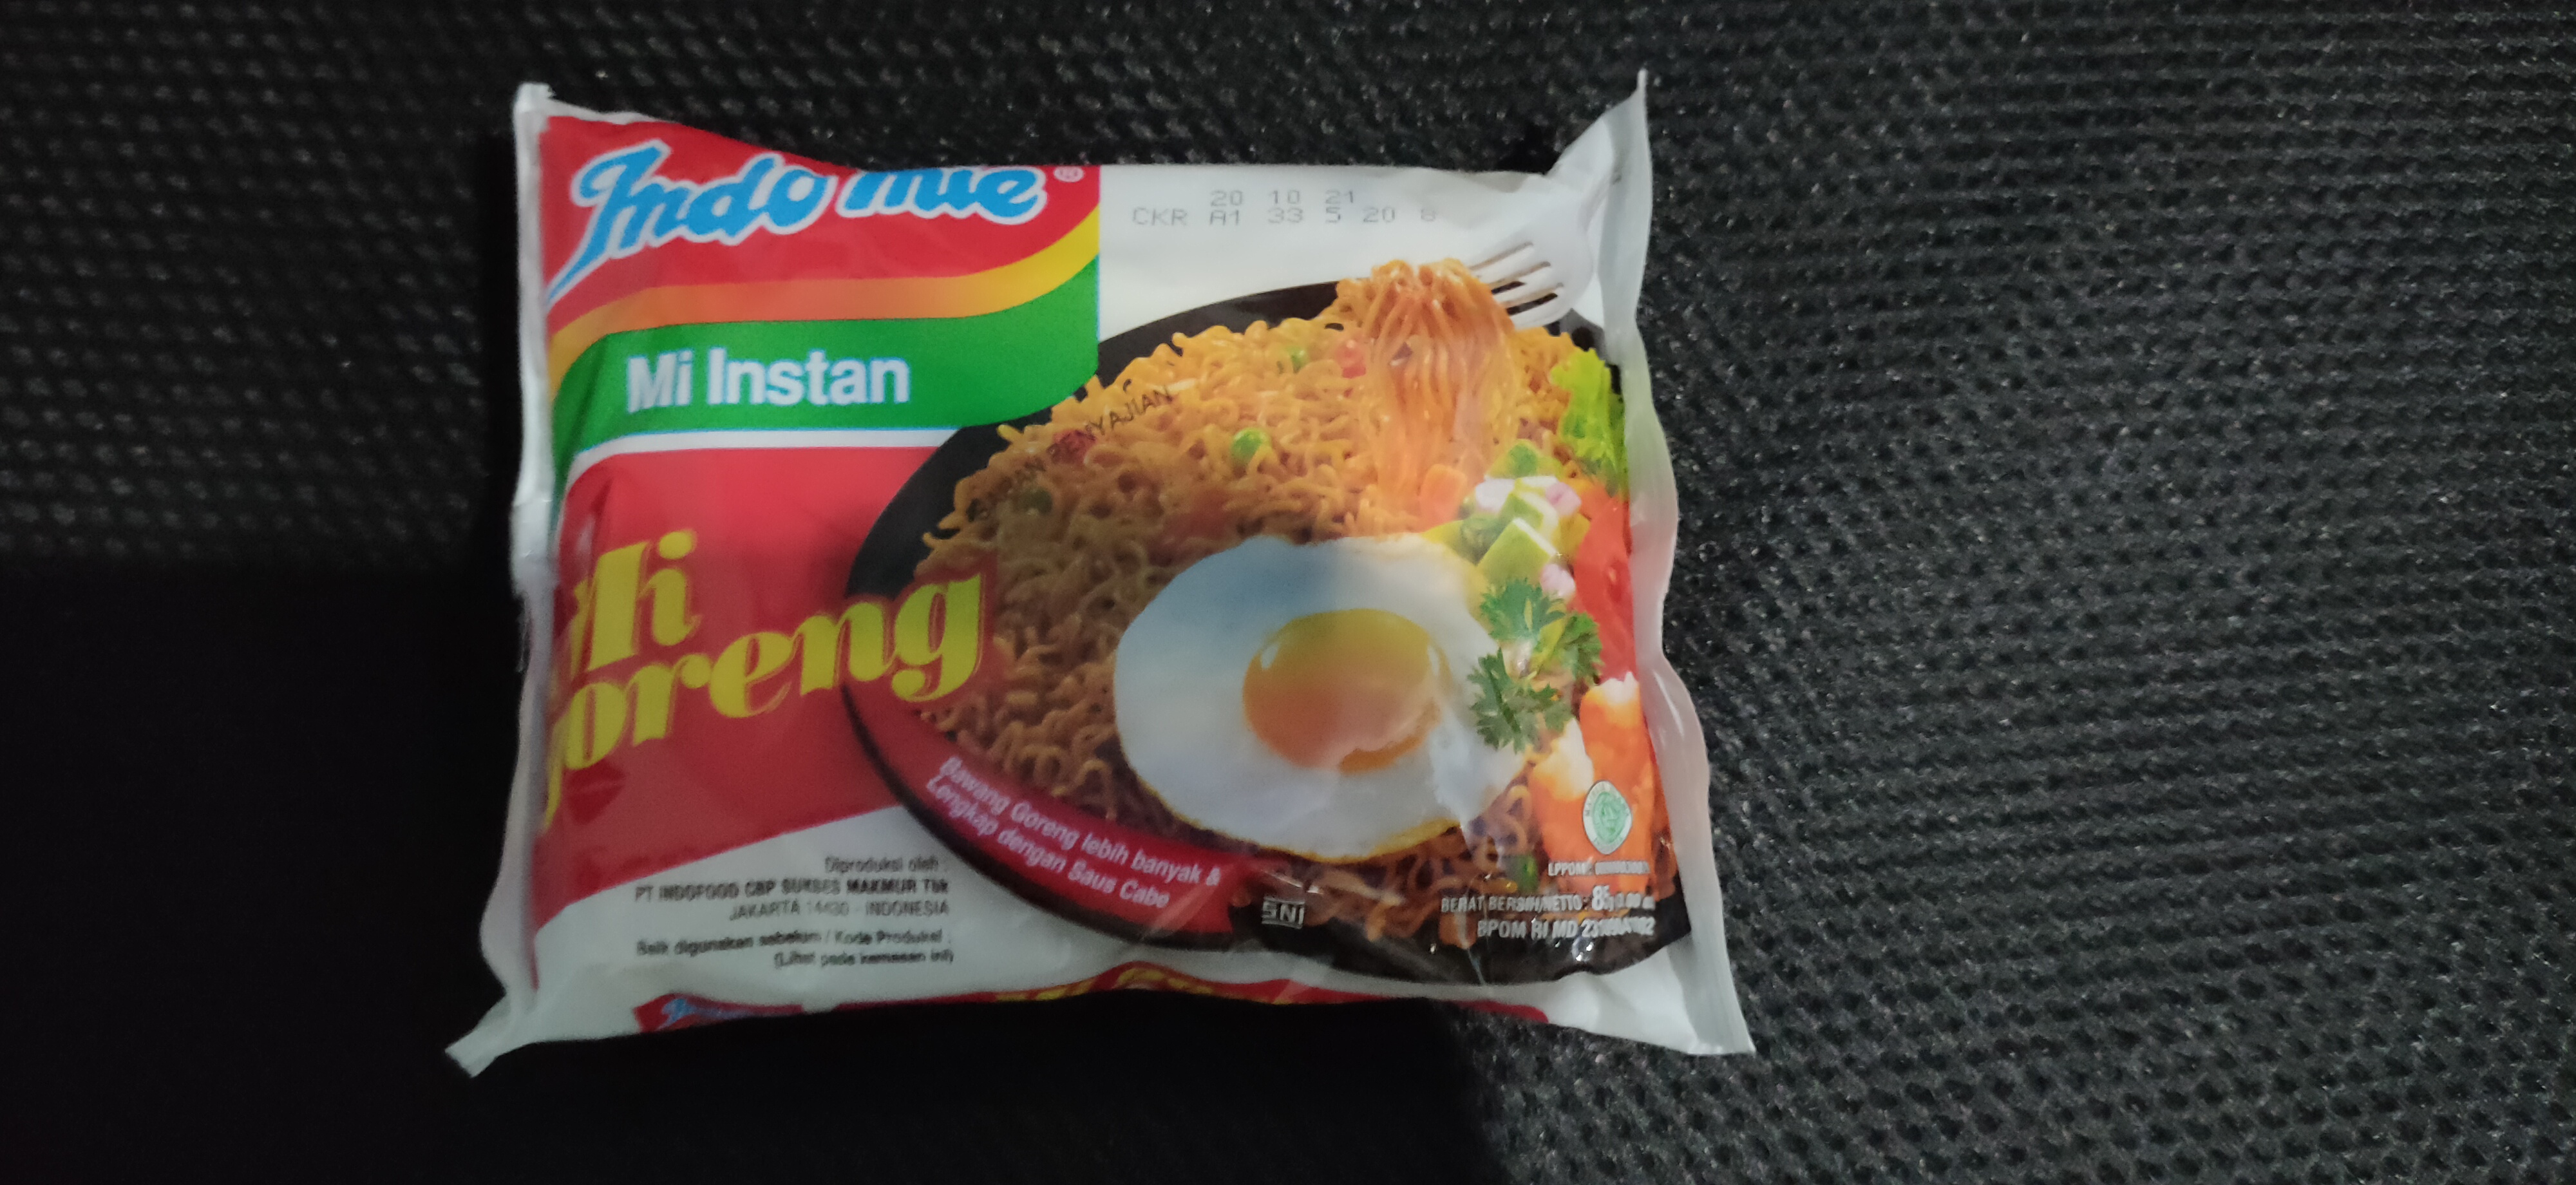 Indomie
20 10 21
CKR A1 33 5 20 8
Mi Instan
PENYAJIAN
Mi
Goreng
Bawang Goreng lebih banyak &
Lengkap dengan Saus Cabe
Diproduksi oleh :
PT INDOFOOD CBP SUKSES MAKMUR Tbk
JAKARTA 14430 - INDONESIA
Baik digunakan sebelum / Kode Produksi :
(Lihat pada kemasan ini)
SNI
LPPOM
BERAT BERSIH/NETTO : 85g
BPOM RI MD